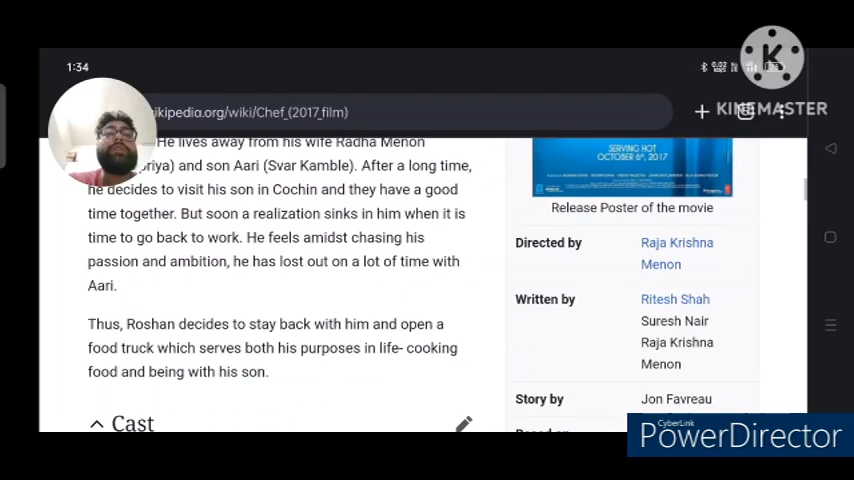 1:34
0.02
KINEMASTER
ikipedia.org/wiki/Chef_(2017_film)
He lives away from his wife Radha Menon
priya) and son Aari (Svar Kamble). After a long time,
he decides to visit his son in Cochin and they have a good
time together. But soon a realization sinks in him when it is
time to go back to work. He feels amidst chasing his
passion and ambition, he has lost out on a lot of time with
Aari.
Thus, Roshan decides to stay back with him and open a
food truck which serves both his purposes in life- cooking
food and being with his son.
Cast
SERVING HOT
OCTOBER 6th, 2017
Release Poster of the movie
Directed by
Raja Krishna
Menon
Written by
Ritesh Shah
Suresh Nair
Raja Krishna
Menon
Story by
Jon Favreau
CyberLink
PowerDirector